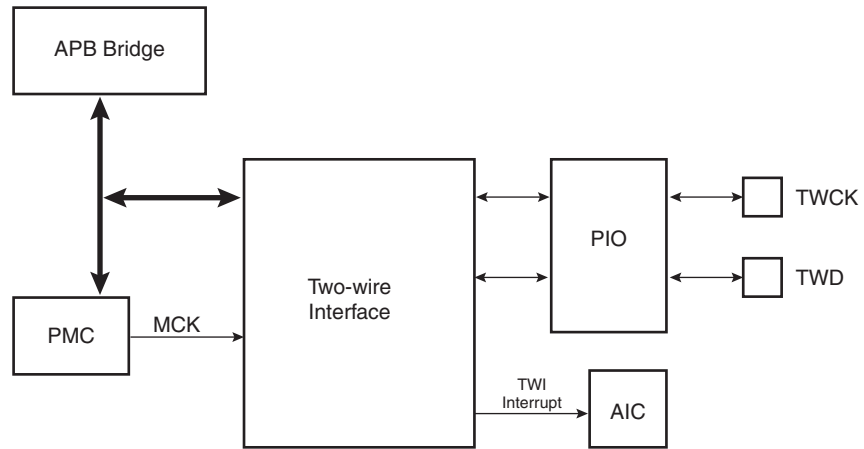 APB Bridge
TWCK
PIO
Two-wire
Interface
TWD
PMC
MCK
TWI
Interrupt
AIC